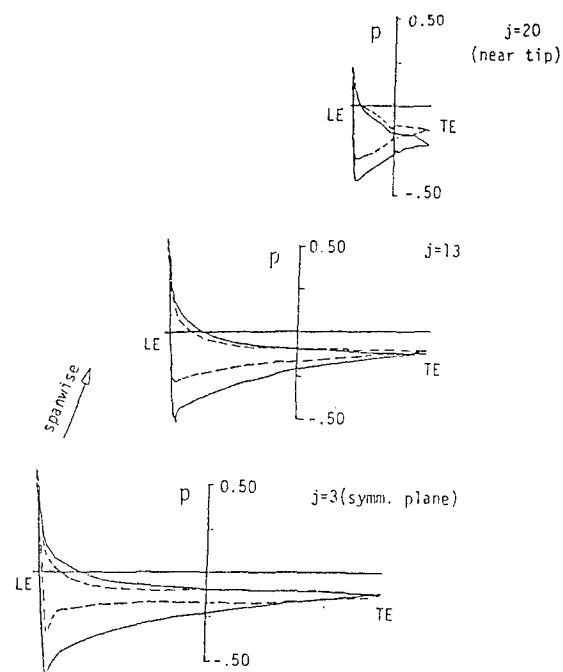 p 0.50 j=20
(near tip)
LE TE
-.50
p 0.50 j=13
LE TE
-.50
spanwise
p 0.50 j=3(symm. plane)
LE TE
-.50